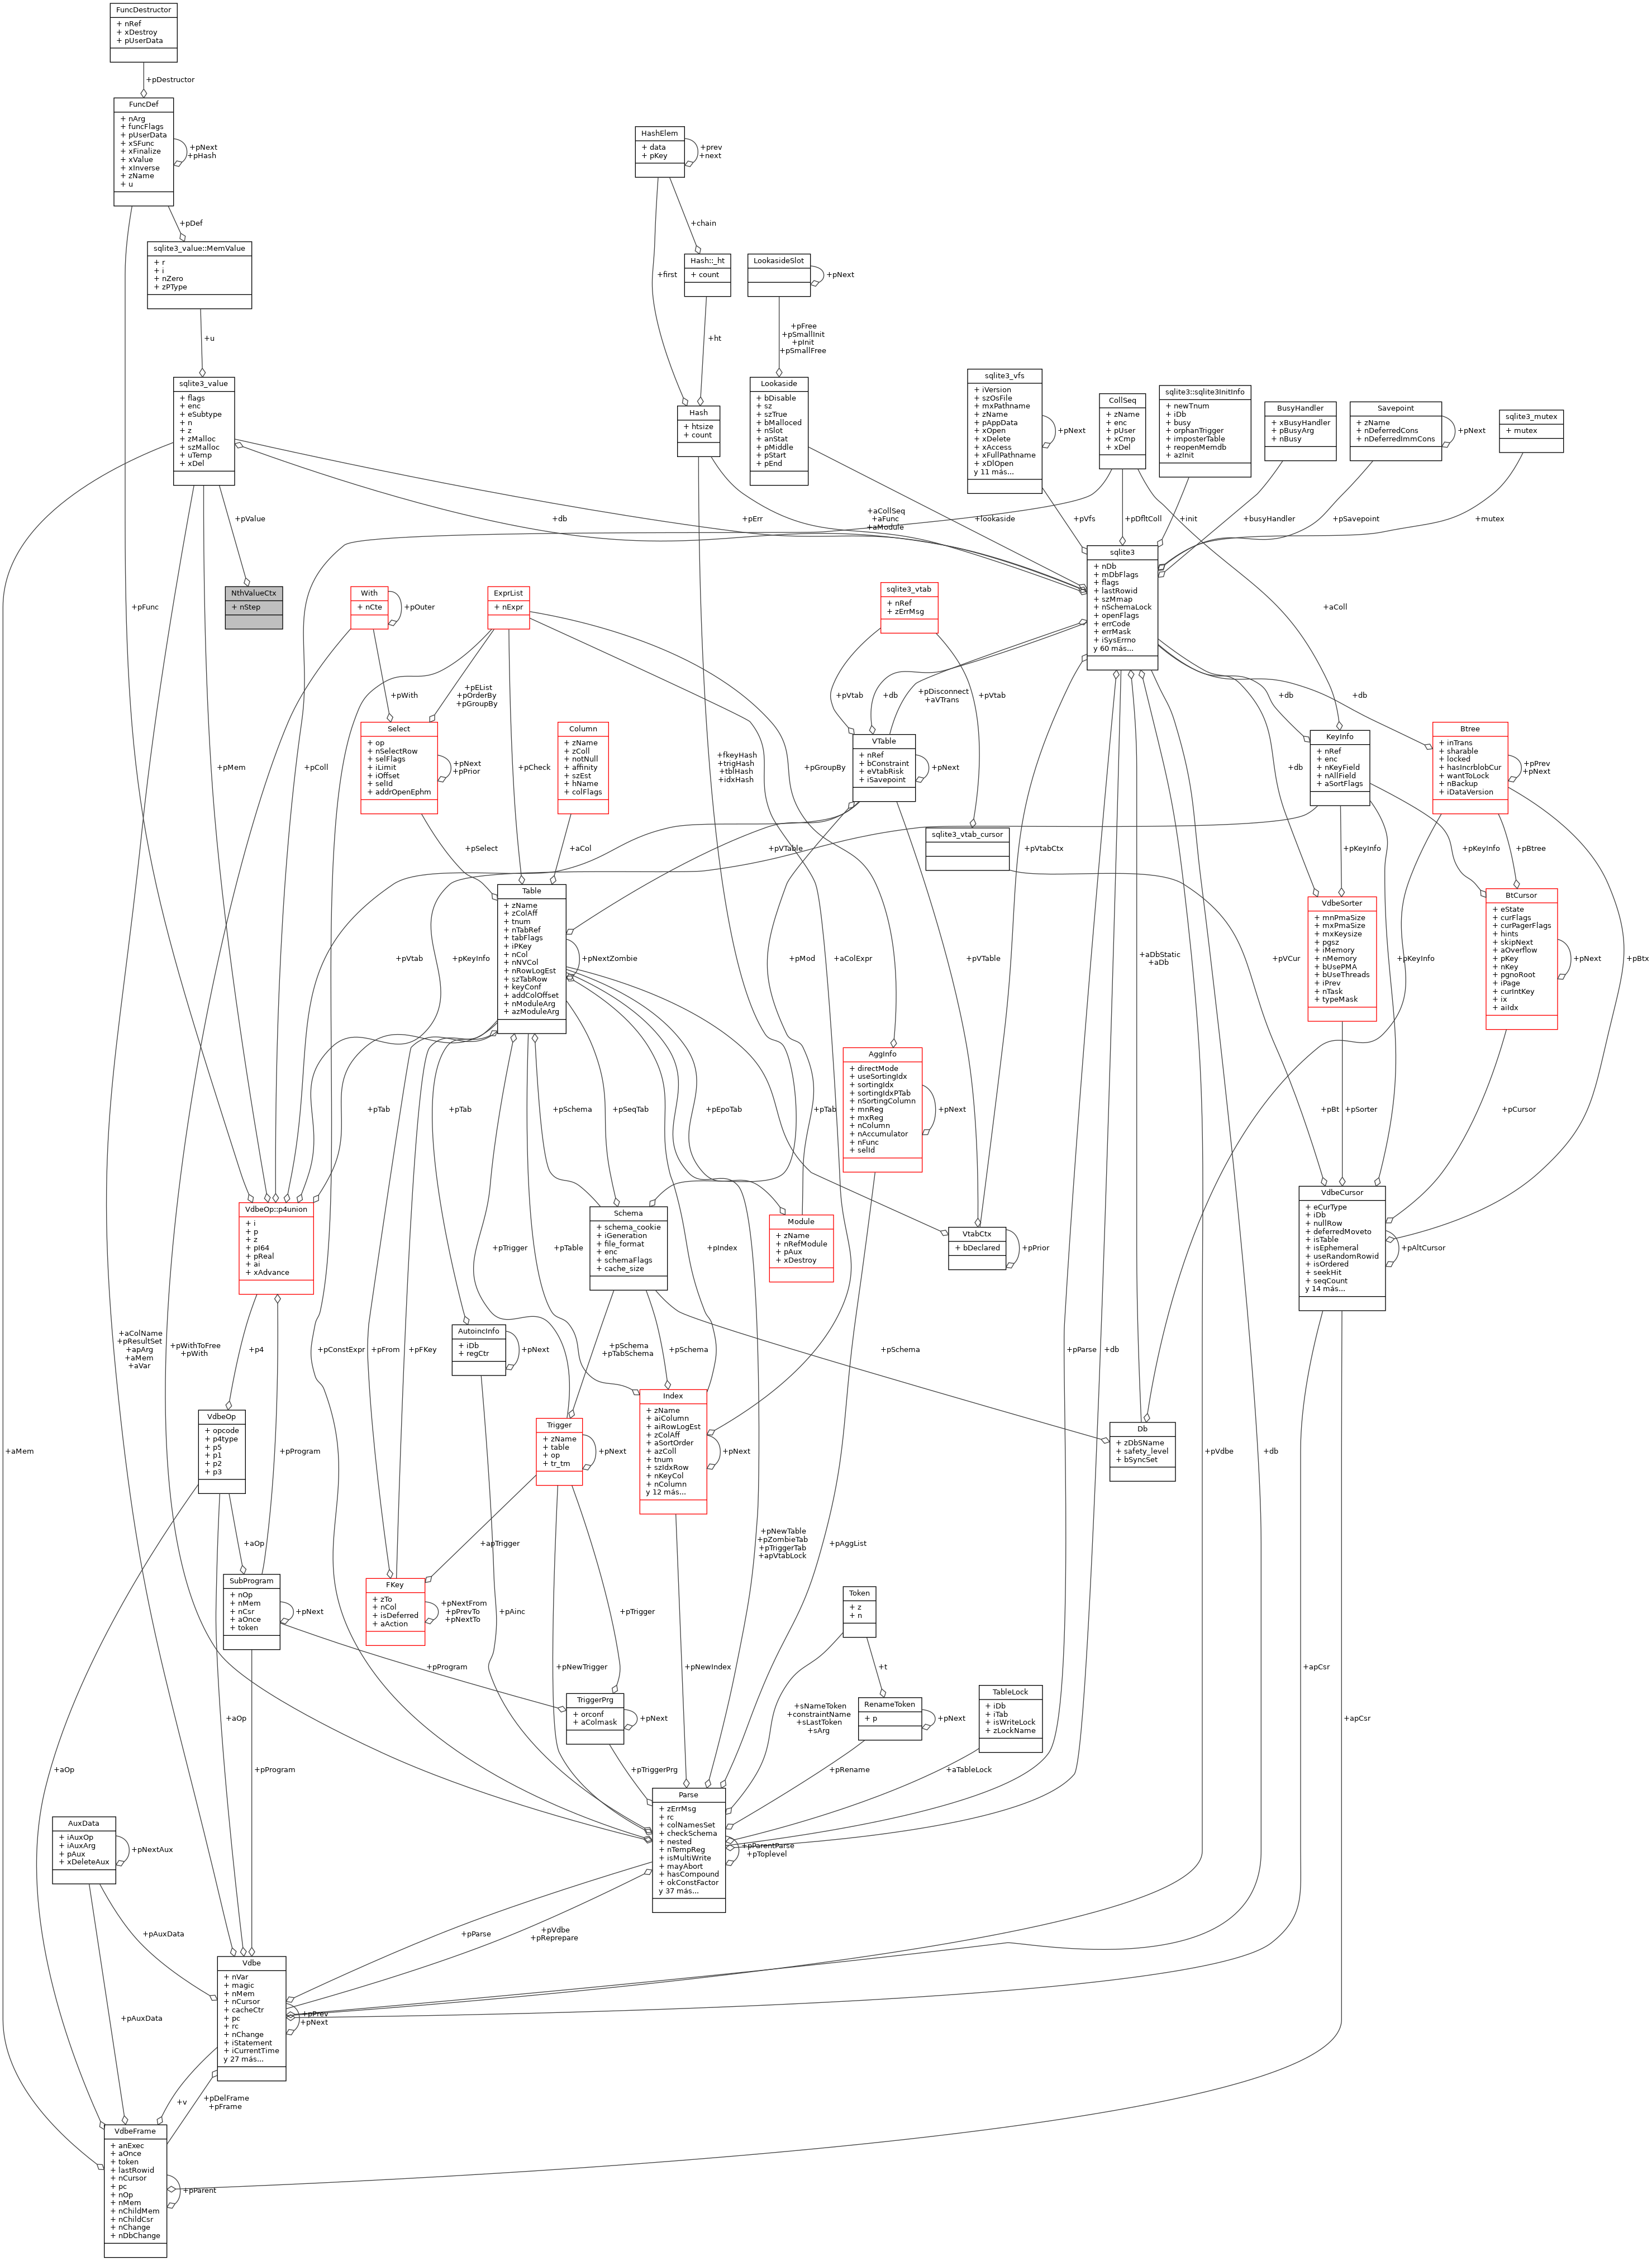 FuncDestructor
+ nRef
+ xDestroy
+ pUserData
+pDestructor
FuncDef
+ nArg
+ funcFlags
+ pUserData
+ xSFunc
+ xFinalize
+ xValue
+ xInverse
+ zName
+ u
+pNext
+pHash
HashElem
+ data
+ pKey
+prev
+next
+pDef
+chain
sqlite3_value::MemValue
+ r
+ i
+ nZero
+ zPType
Hash::_ht
+ count
LookasideSlot
+pNext
+first
+u
+ht
+pFree
+pSmallInit
+pInit
+pSmallFree
sqlite3_value
+ flags
+ enc
+ eSubtype
+ n
+ z
+ zMalloc
+ szMalloc
+ uTemp
+ xDel
Hash
+ htsize
+ count
Lookaside
+ bDisable
+ sz
+ szTrue
+ bMalloced
+ nSlot
+ anStat
+ pMiddle
+ pStart
+ pEnd
sqlite3_vfs
+ iVersion
+ szOsFile
+ mxPathname
+ zName
+ pAppData
+ xOpen
+ xDelete
+ xAccess
+ xFullPathname
+ xDlOpen
y 11 más...
+pNext
CollSeq
+ zName
+ enc
+ pUser
+ xCmp
+ xDel
sqlite3::sqlite3InitInfo
+ newTnum
+ iDb
+ busy
+ orphanTrigger
+ imposterTable
+ reopenMemdb
+ azInit
BusyHandler
+ xBusyHandler
+ pBusyArg
+ nBusy
Savepoint
+ zName
+ nDeferredCons
+ nDeferredImmCons
+pNext
sqlite3_mutex
+ mutex
+pValue
+db
+pErr
+aCollSeq
+aFunc
+aModule
+lookaside
+pVfs
+pDfltColl
+init
+busyHandler
+pSavepoint
+mutex
sqlite3
+ nDb
+ mDbFlags
+ flags
+ lastRowid
+ szMmap
+ nSchemaLock
+ openFlags
+ errCode
+ errMask
+ iSysErrno
y 60 más...
NthValueCtx
+ nStep
+pFunc
With
+ nCte
+pOuter
ExprList
+ nExpr
sqlite3_vtab
+ nRef
+ zErrMsg
+aColl
+pWith
+pEList
+pOrderBy
+pGroupBy
+pVtab
+db
+pDisconnect
+aVTrans
+pVtab
+db
+db
Select
+ op
+ nSelectRow
+ selFlags
+ iLimit
+ iOffset
+ selId
+ addrOpenEphm
+pNext
+pPrior
Column
+ zName
+ zColl
+ notNull
+ affinity
+ szEst
+ hName
+ colFlags
VTable
+ nRef
+ bConstraint
+ eVtabRisk
+ iSavepoint
+pNext
KeyInfo
+ nRef
+ enc
+ nKeyField
+ nAllField
+ aSortFlags
Btree
+ inTrans
+ sharable
+ locked
+ hasIncrblobCur
+ wantToLock
+ nBackup
+ iDataVersion
+pPrev
+pNext
+pMem
+pColl
+pCheck
+fkeyHash
+trigHash
+tblHash
+idxHash
+pGroupBy
+db
sqlite3_vtab_cursor
+pSelect
+aCol
+pVTable
+pVtabCtx
+pKeyInfo
+pKeyInfo
+pBtree
Table
+ zName
+ zColAff
+ tnum
+ nTabRef
+ tabFlags
+ iPKey
+ nCol
+ nNVCol
+ nRowLogEst
+ szTabRow
+ keyConf
+ addColOffset
+ nModuleArg
+ azModuleArg
+pNextZombie
VdbeSorter
+ mnPmaSize
+ mxPmaSize
+ mxKeysize
+ pgsz
+ iMemory
+ nMemory
+ bUsePMA
+ bUseThreads
+ iPrev
+ nTask
+ typeMask
BtCursor
+ eState
+ curFlags
+ curPagerFlags
+ hints
+ skipNext
+ aOverflow
+ pKey
+ nKey
+ pgnoRoot
+ iPage
+ curIntKey
+ ix
+ aiIdx
+pNext
+pVtab
+pKeyInfo
+pMod
+aColExpr
+pVTable
+aDbStatic
+aDb
+pVCur
+pKeyInfo
+pBtx
AggInfo
+ directMode
+ useSortingIdx
+ sortingIdx
+ sortingIdxPTab
+ nSortingColumn
+ mnReg
+ mxReg
+ nColumn
+ nAccumulator
+ nFunc
+ selId
+pNext
+pTab
+pTab
+pSchema
+pSeqTab
+pEpoTab
+pTab
+pBt
+pSorter
+pCursor
VdbeOp::p4union
+ i
+ p
+ z
+ pI64
+ pReal
+ ai
+ xAdvance
+pTrigger
+pTable
Schema
+ schema_cookie
+ iGeneration
+ file_format
+ enc
+ schemaFlags
+ cache_size
+pIndex
Module
+ zName
+ nRefModule
+ pAux
+ xDestroy
VtabCtx
+ bDeclared
+pPrior
VdbeCursor
+ eCurType
+ iDb
+ nullRow
+ deferredMoveto
+ isTable
+ isEphemeral
+ useRandomRowid
+ isOrdered
+ seekHit
+ seqCount
y 14 más...
+pAltCursor
+aColName
+pResultSet
+apArg
+aMem
+aVar
+pWithToFree
+pWith
+p4
+pConstExpr
+pFrom
+pFKey
AutoincInfo
+ iDb
+ regCtr
+pNext
+pSchema
+pTabSchema
+pSchema
+pSchema
+pParse
+db
VdbeOp
+ opcode
+ p4type
+ p5
+ p1
+ p2
+ p3
+pProgram
Trigger
+ zName
+ table
+ op
+ tr_tm
+pNext
Index
+ zName
+ aiColumn
+ aiRowLogEst
+ zColAff
+ aSortOrder
+ azColl
+ tnum
+ szIdxRow
+ nKeyCol
+ nColumn
y 12 más...
+pNext
Db
+ zDbSName
+ safety_level
+ bSyncSet
+aMem
+pVdbe
+db
+aOp
+apTrigger
+pNewTable
+pZombieTab
+pTriggerTab
+apVtabLock
+pAggList
SubProgram
+ nOp
+ nMem
+ nCsr
+ aOnce
+ token
+pNext
FKey
+ zTo
+ nCol
+ isDeferred
+ aAction
+pNextFrom
+pPrevTo
+pNextTo
+pAinc
+pTrigger
Token
+ z
+ n
+pProgram
+pNewTrigger
+pNewIndex
+t
+apCsr
TriggerPrg
+ orconf
+ aColmask
+pNext
+sNameToken
+constraintName
+sLastToken
+sArg
RenameToken
+ p
+pNext
TableLock
+ iDb
+ iTab
+ isWriteLock
+ zLockName
+aOp
+apCsr
+aOp
+pProgram
+pTriggerPrg
+pRename
+aTableLock
Parse
+ zErrMsg
+ rc
+ colNamesSet
+ checkSchema
+ nested
+ nTempReg
+ isMultiWrite
+ mayAbort
+ hasCompound
+ okConstFactor
y 37 más...
+pParentParse
+pToplevel
AuxData
+ iAuxOp
+ iAuxArg
+ pAux
+ xDeleteAux
+pNextAux
+pAuxData
+pParse
+pVdbe
+pReprepare
Vdbe
+ nVar
+ magic
+ nMem
+ nCursor
+ cacheCtr
+ pc
+ rc
+ nChange
+ iStatement
+ iCurrentTime
y 27 más...
+pPrev
+pNext
+pAuxData
+v
+pDelFrame
+pFrame
VdbeFrame
+ anExec
+ aOnce
+ token
+ lastRowid
+ nCursor
+ pc
+ nOp
+ nMem
+ nChildMem
+ nChildCsr
+ nChange
+ nDbChange
+pParent